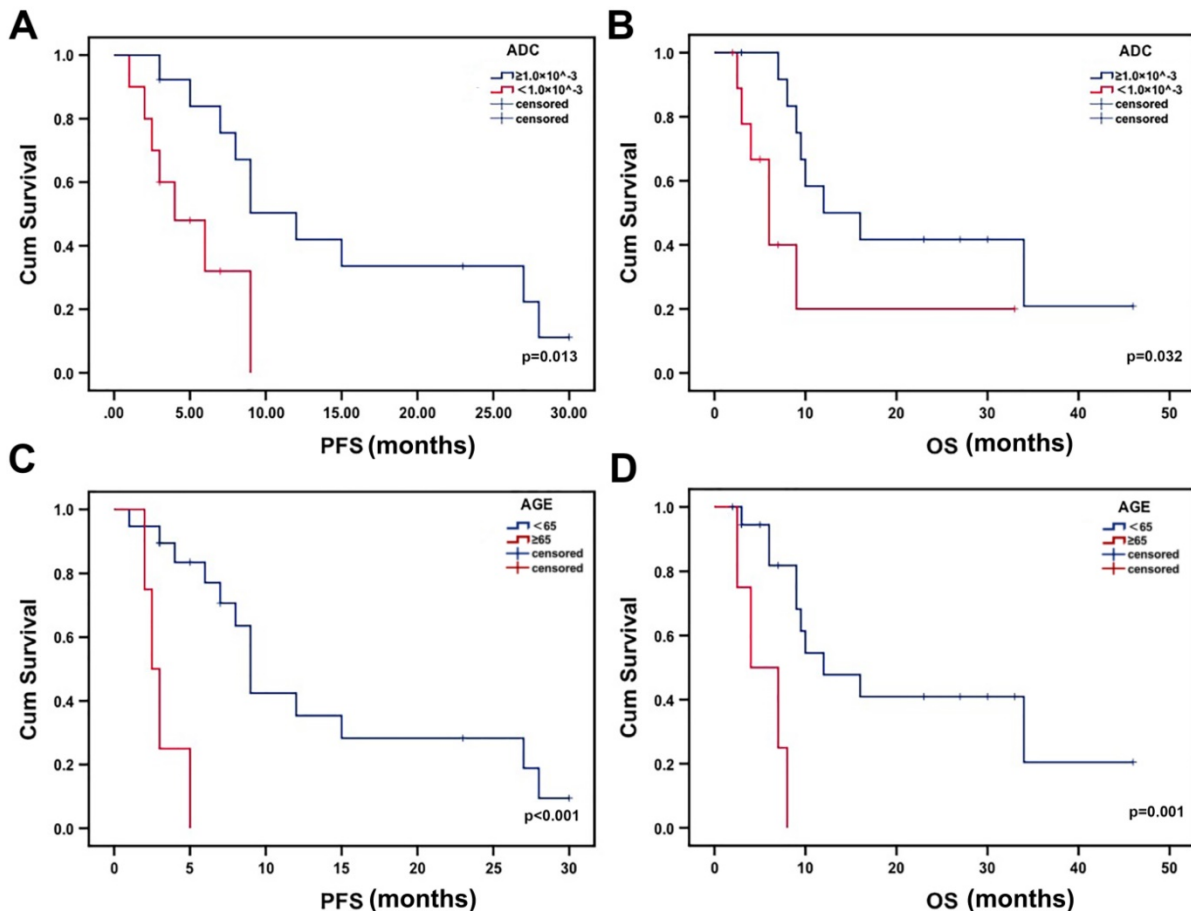 A
ADC
≥1.0×10^-3
<1.0×10^-3
censored
censored
1.0
0.8
0.6
0.4
0.2
0.0
Cum Survival
p=0.013
.00 5.00 10.00 15.00 20.00 25.00 30.00
PFS (months)
B
ADC
≥1.0×10^-3
<1.0×10^-3
censored
censored
1.0
0.8
0.6
0.4
0.2
0.0
Cum Survival
p=0.032
0 10 20 30 40 50
OS (months)
C
AGE
<65
≥65
censored
censored
1.0
0.8
0.6
0.4
0.2
0.0
Cum Survival
p<0.001
0 5 10 15 20 25 30
PFS (months)
D
AGE
<65
≥65
censored
censored
1.0
0.8
0.6
0.4
0.2
0.0
Cum Survival
p=0.001
0 10 20 30 40 50
OS (months)